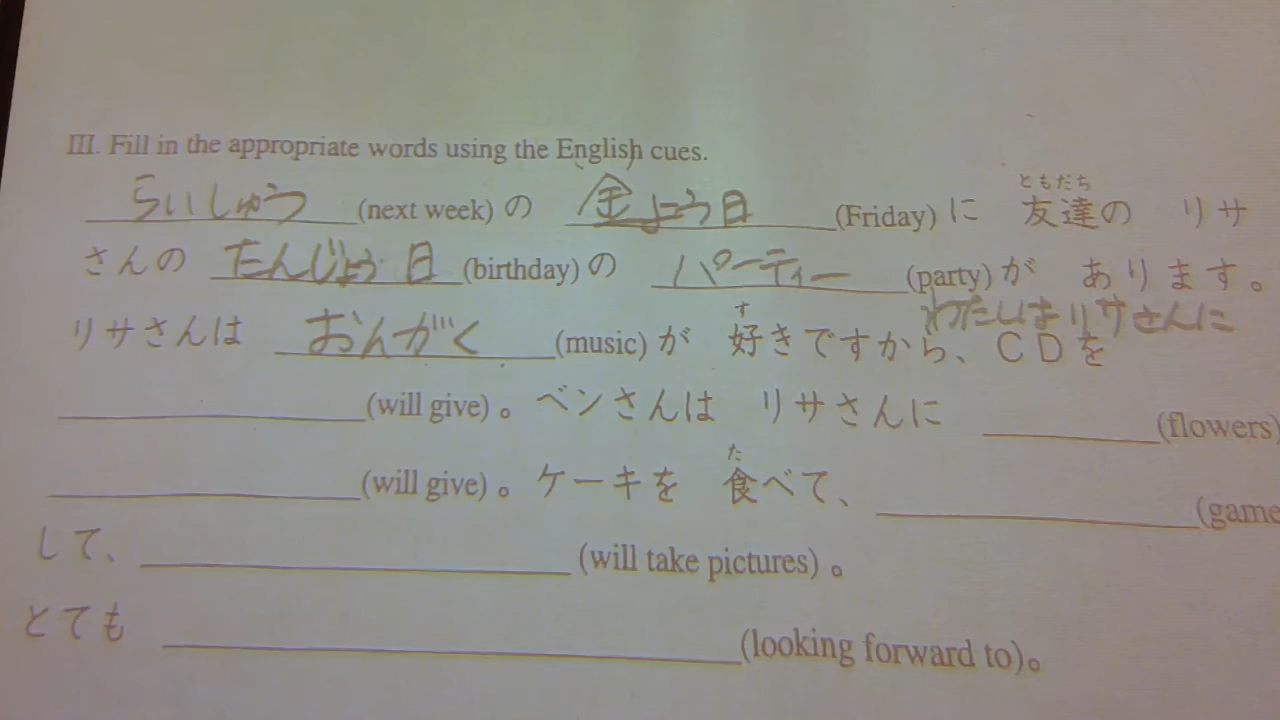 III. Fill in the appropriate words using the English cues.
らいしゅう (next week) の 金よう日 (Friday) に 友達の リサ
ともだち
さんの たんじょう日 (birthday) の パーティー (party) が あります。
わたしはリサさんに
リサさんは おんがく (music) が 好きですから、CDを
す
(will give) 。ベンさんは リサさんに (flowers)
(will give) 。ケーキを 食べて、 (game
た
して、 (will take pictures) 。
とても (looking forward to)。